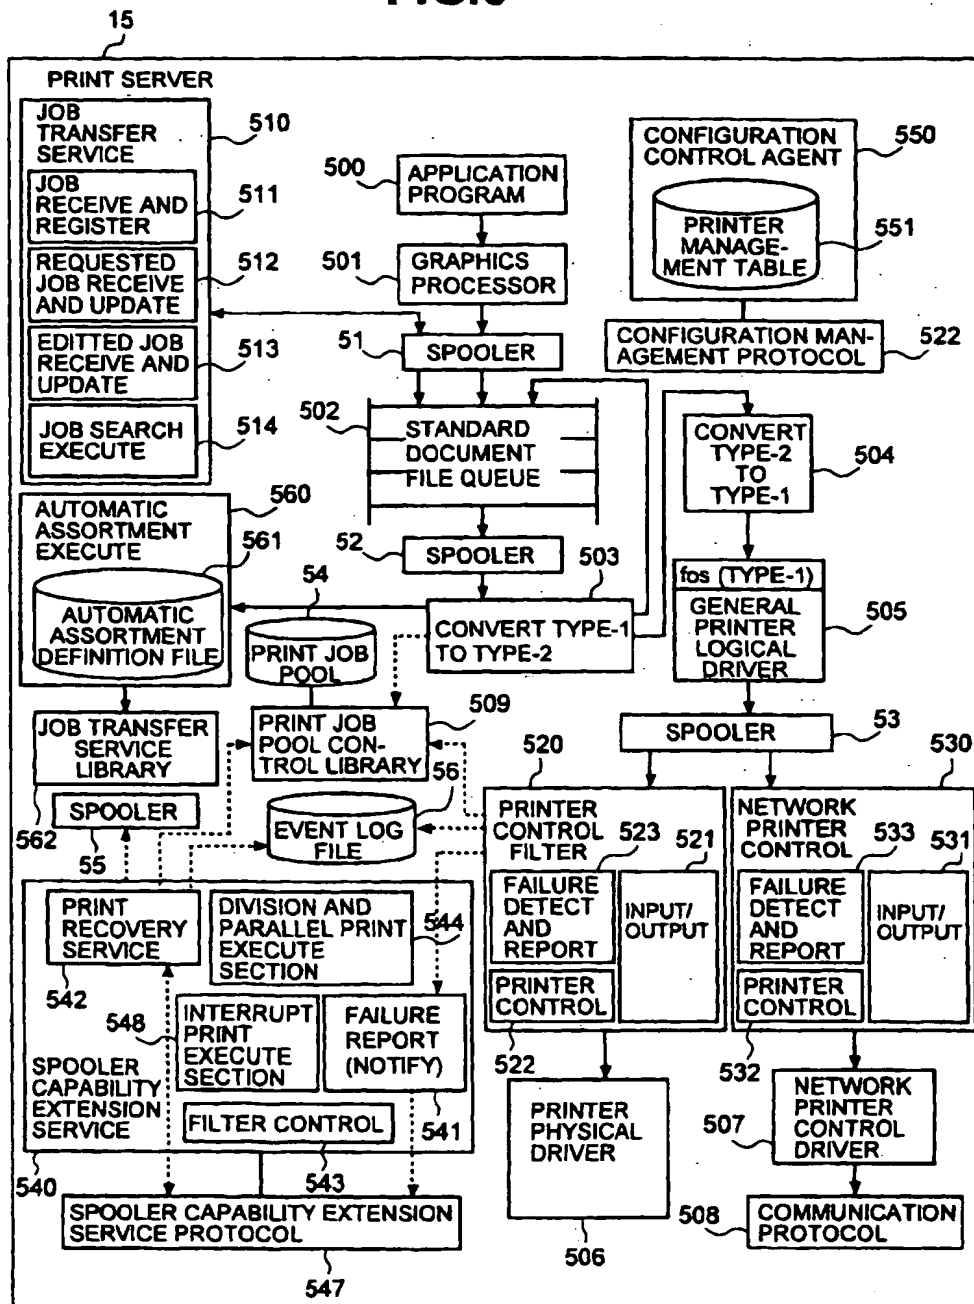 15
PRINT SERVER
JOB
TRANSFER
SERVICE
510
JOB
RECEIVE AND
REGISTER
511
REQUESTED
JOB RECEIVE
AND UPDATE
512
EDITTED JOB
RECEIVE AND
UPDATE
513
JOB SEARCH
EXECUTE
514
500
APPLICATION
PROGRAM
501
GRAPHICS
PROCESSOR
51
SPOOLER
502
STANDARD
DOCUMENT
FILE QUEUE
52
SPOOLER
503
CONVERT TYPE-1
TO TYPE-2
CONFIGURATION
CONTROL AGENT
550
PRINTER
MANAGE-
MENT TABLE
551
CONFIGURATION MAN-
AGEMENT PROTOCOL
522
CONVERT
TYPE-2
TO
TYPE-1
504
fos (TYPE-1)
GENERAL
PRINTER
LOGICAL
DRIVER
505
SPOOLER
53
AUTOMATIC
ASSORTMENT
EXECUTE
560
561
AUTOMATIC
ASSORTMENT
DEFINITION FILE
54
PRINT JOB
POOL
JOB TRANSFER
SERVICE
LIBRARY
562
SPOOLER
55
PRINT JOB
POOL CON-
TROL LIBRARY
509
56
EVENT LOG
FILE
520
PRINTER
CONTROL
FILTER
523
521
FAILURE
DETECT
AND
REPORT
INPUT/
OUTPUT
PRINTER
CONTROL
522
530
NETWORK
PRINTER
CONTROL
533
531
FAILURE
DETECT
AND
REPORT
INPUT/
OUTPUT
PRINTER
CONTROL
532
PRINT
RECOVERY
SERVICE
542
DIVISION AND
PARALLEL PRINT
EXECUTE
SECTION
544
548
INTERRUPT
PRINT
EXECUTE
SECTION
FAILURE
REPORT
(NOTIFY)
541
SPOOLER
CAPABILITY
EXTENSION
SERVICE
FILTER CONTROL
543
540
SPOOLER CAPABILITY EXTENSION
SERVICE PROTOCOL
547
PRINTER
PHYSICAL
DRIVER
506
507
NETWORK
PRINTER
CONTROL
DRIVER
508
COMMUNICATION
PROTOCOL